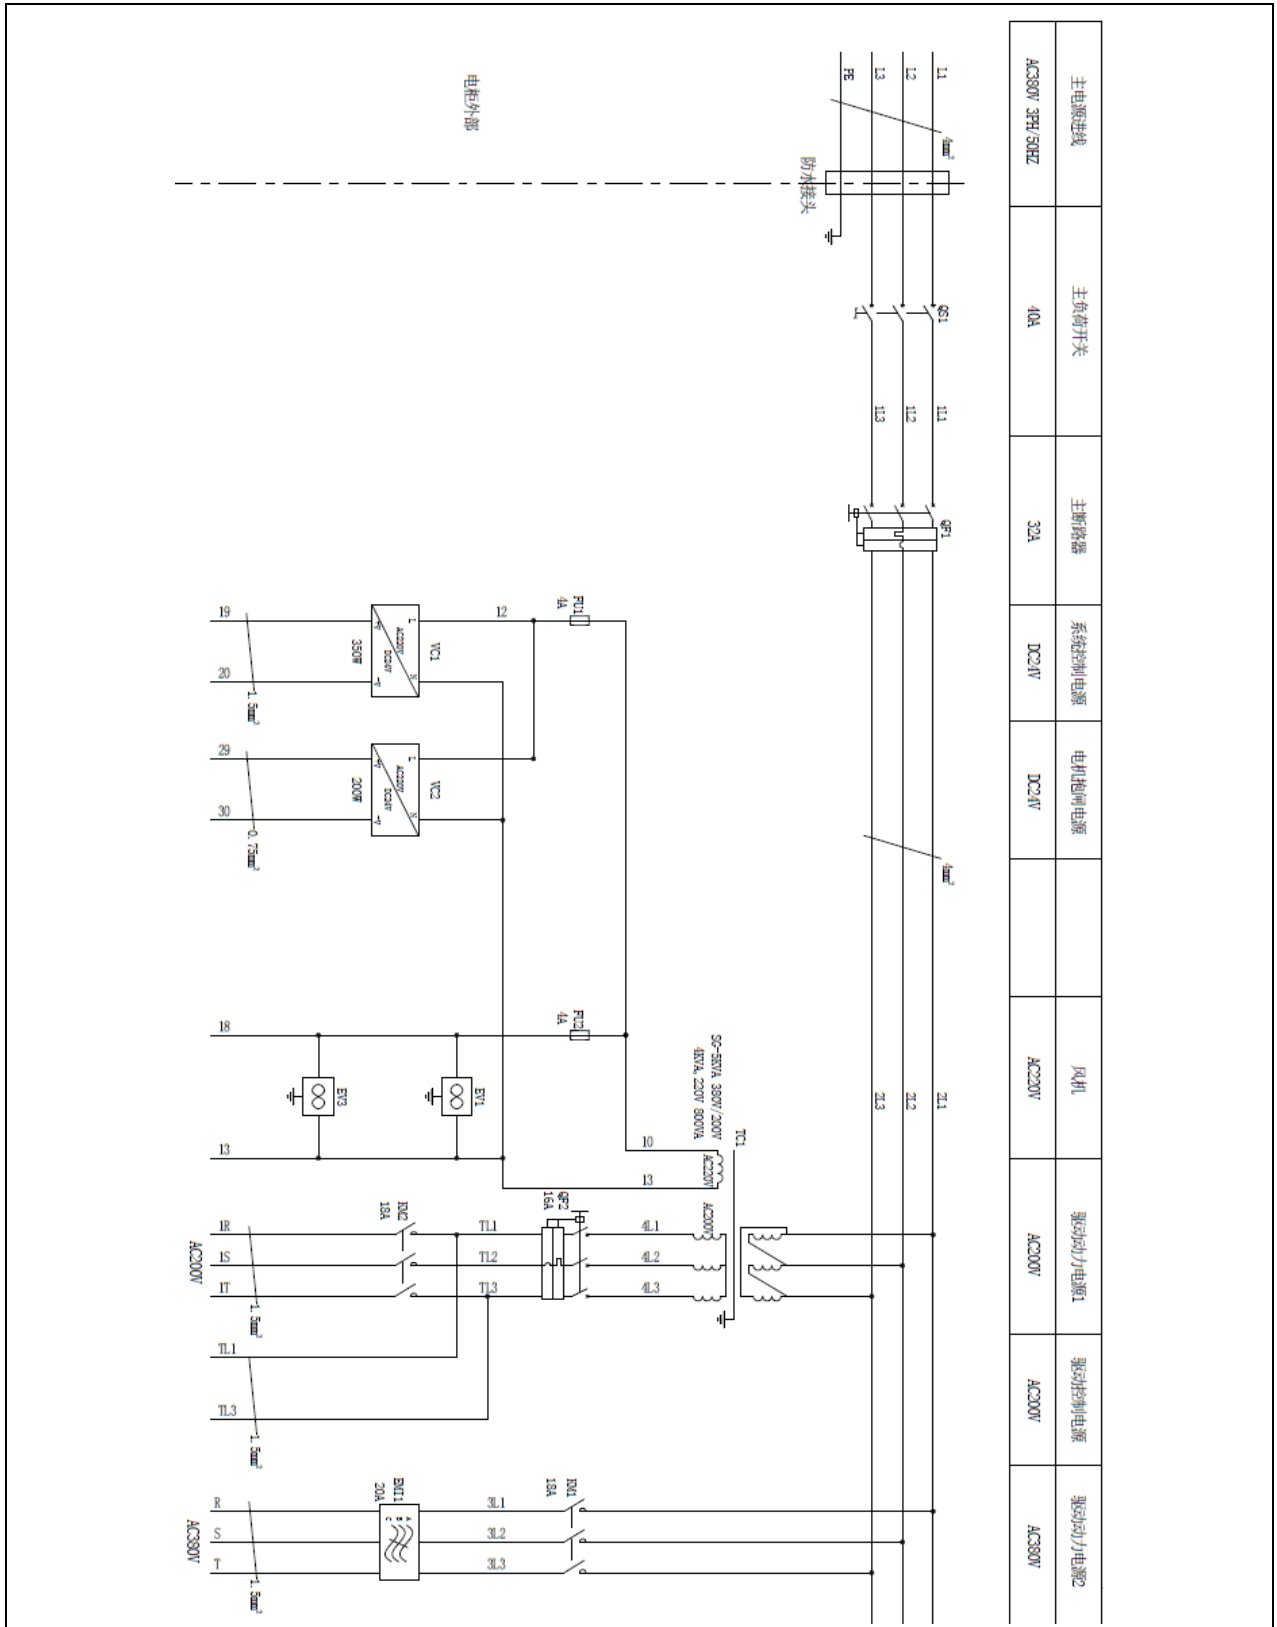 主电源进线
AC380V 3PH/50HZ
主负荷开关
40A
主断路器
32A
系统控制电源
DC24V
电机抱闸电源
DC24V
风机
AC220V
驱动动力电源1
AC200V
驱动控制电源
AC200V
驱动动力电源2
AC380V
电柜外部
L1
L2
L3
PE
4mm²
防水接头
QS1
1L1
1L2
1L3
QF1
4mm²
2L1
2L2
2L3
FU1
4A
12
VC1
L
N
AC220V
DC24V
+V
-V
350W
19
20
1.5mm²
VC2
L
N
AC220V
DC24V
+V
-V
200W
29
30
0.75mm²
FU2
4A
18
EV1
EV3
13
SG-5KVA 380V/200V
4KVA,220V 800VA
TC1
10
AC220V
13
AC200V
4L1
4L2
4L3
QF2
16A
TL1
TL2
TL3
KM2
18A
1R
1S
1T
AC200V
1.5mm²
TL1
TL3
1.5mm²
KM1
18A
3L1
3L2
3L3
EMI1
20A
A
B
C
R
S
T
AC380V
1.5mm²